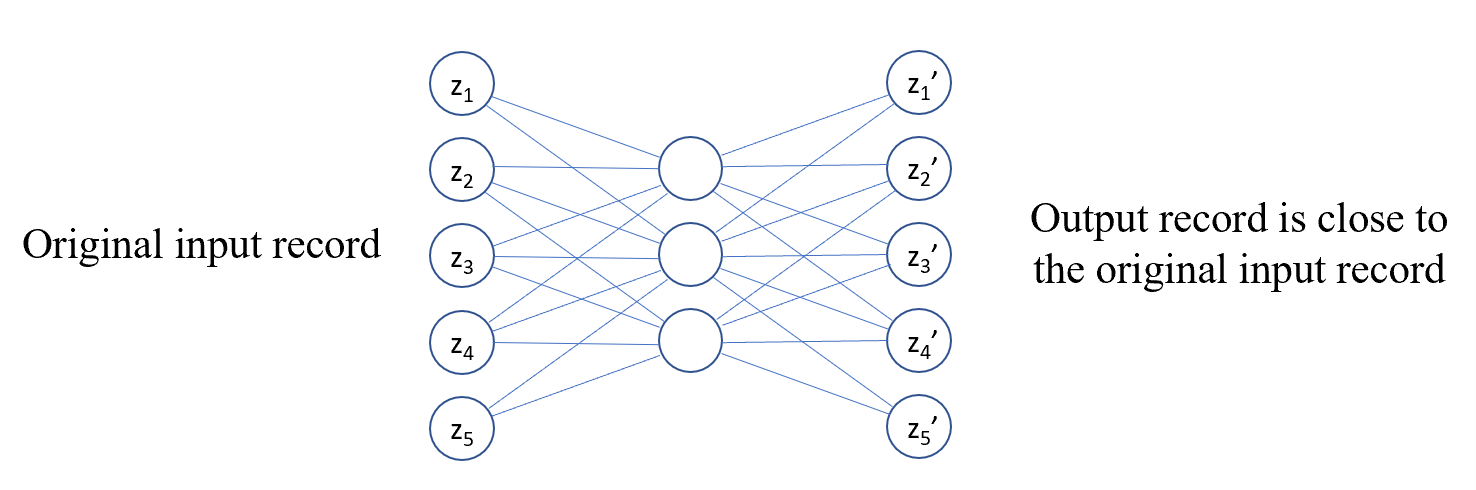 Original input record
z1
z2
z3
z4
z5
z1′
z2′
z3′
z4′
z5′
Output record is close to
the original input record